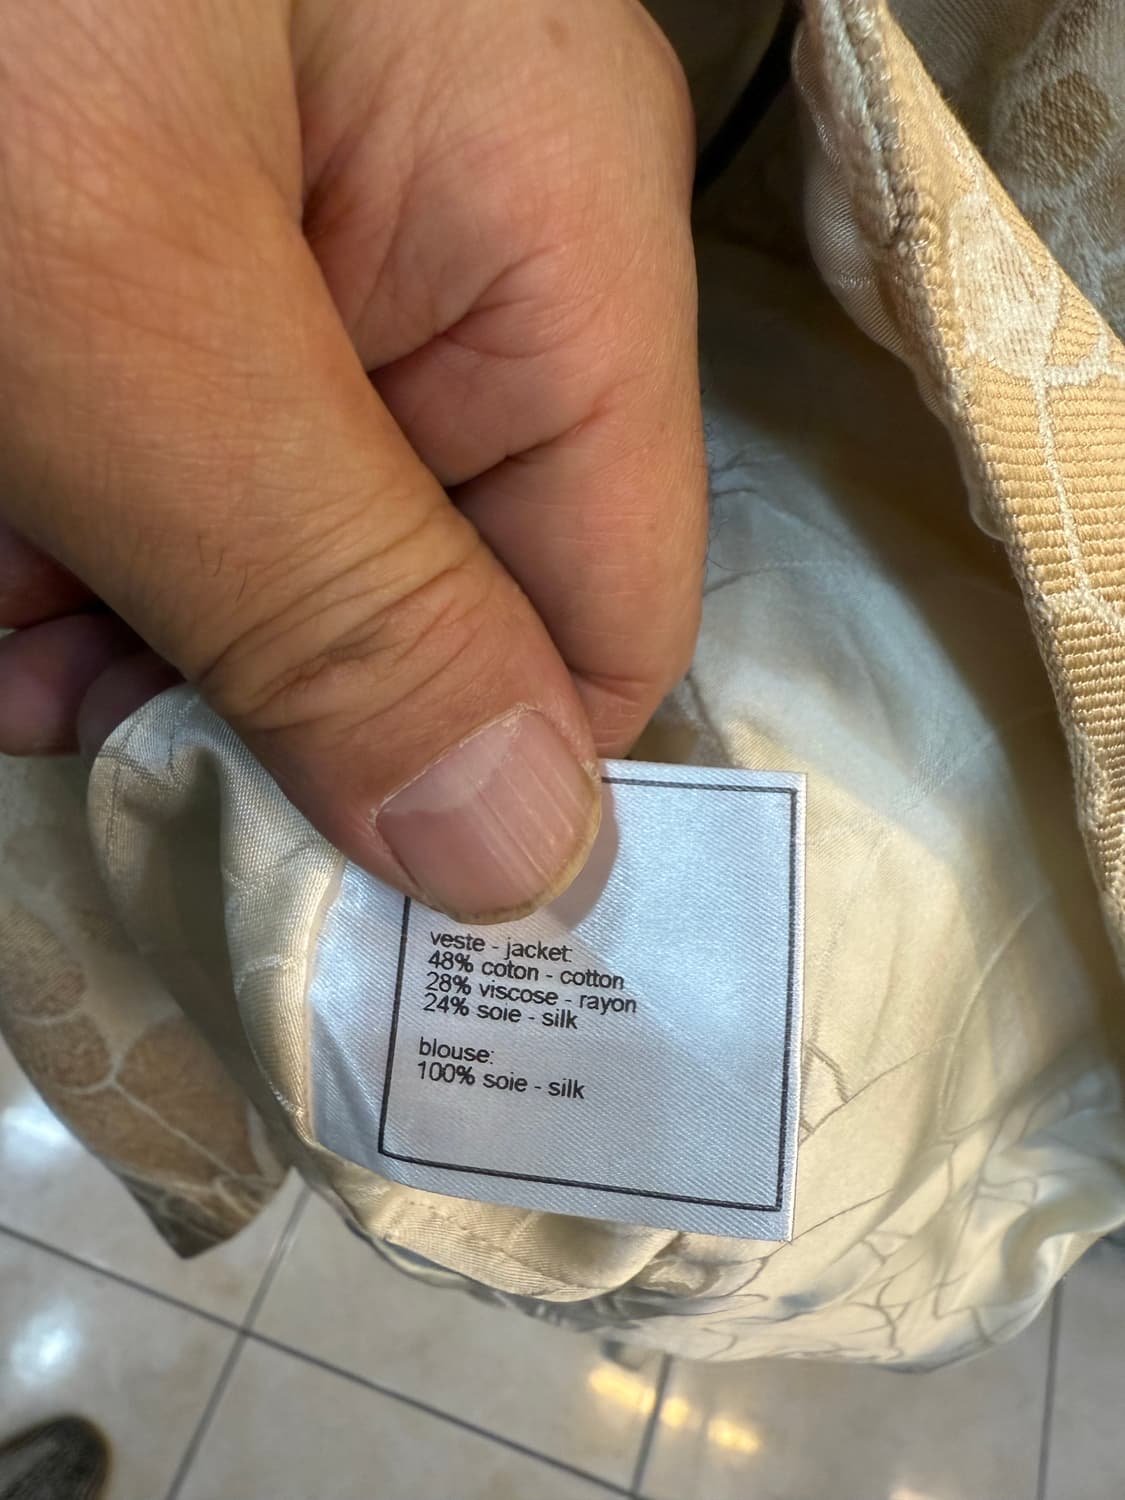 veste - jacket:
48% coton - cotton
28% viscose - rayon
24% soie - silk
blouse:
100% soie - silk